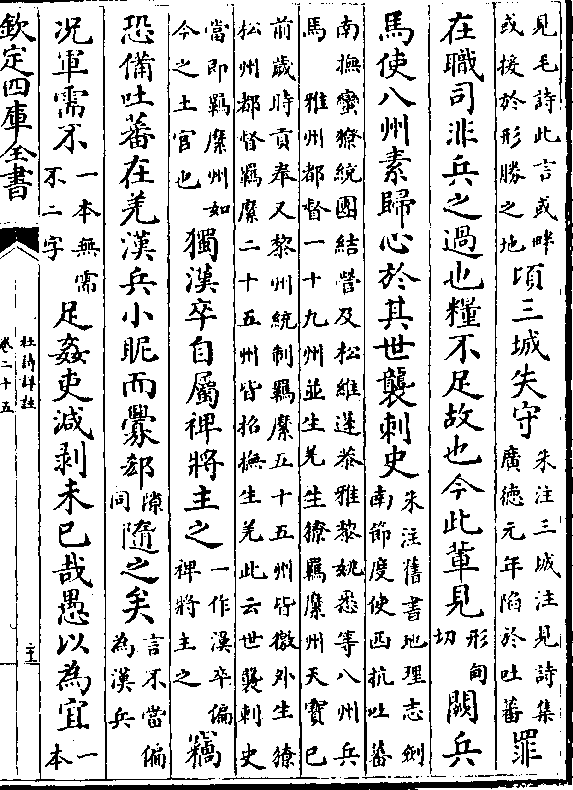 見毛詩此言或畔
或接於形勝之地
頃三城失守
朱注三城注見詩集
廣德元年陷於吐蕃
罪
在職司非兵之過也糧不足故也今此輩見
形甸
切
闕兵
馬使八州素歸心於其世襲刺史
朱注舊書地理志劍
南節度使西抗吐蕃
南撫蠻獠統團結營及松維蓬恭雅黎姚悉等八州兵
馬 雅州都督一十九州並生羌生獠羈縻州天寶已
前歲時貢奉又黎州統制羈縻五十五州皆徼外生獠
松州都督羈縻二十五州皆招撫生羌此云世襲刺史
當即羈縻州如
今之土官也
獨漢卒自屬裨將主之
一作漢卒偏
裨將主之
竊
恐備吐蕃在羌漢兵小昵而釁郤
隙
同
隨之矣
言不當偏
為漢兵
況軍需不
一本無需
不二字
足姦吏減剥未已哉愚以為宜
一
本
欽定四庫全書
杜詩詳註
卷二十五